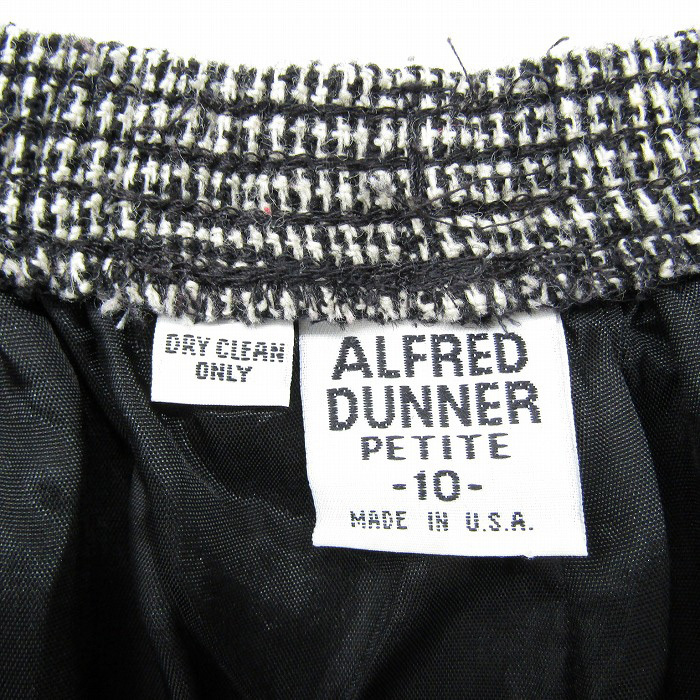 DRY CLEAN
ONLY
ALFRED
DUNNER
PETITE
-10-
MADE IN U.S.A.